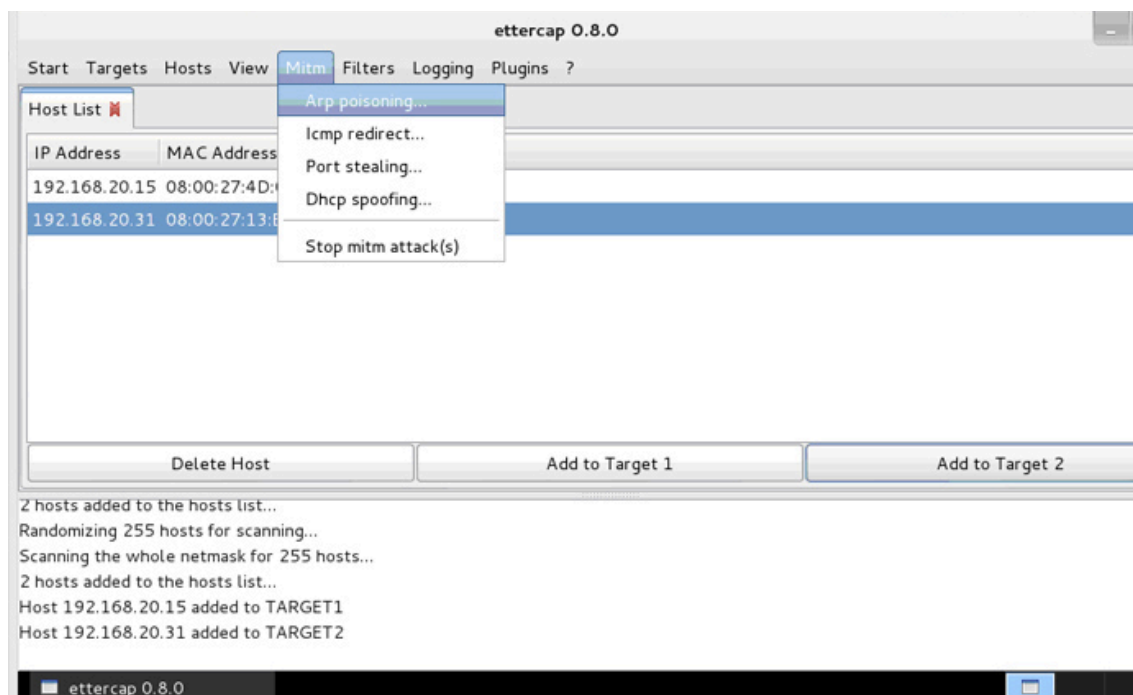 ettercap 0.8.0
Start Targets Hosts View Mitm Filters Logging Plugins ?
Host List
Arp poisoning...
Icmp redirect...
Port stealing...
Dhcp spoofing...
Stop mitm attack(s)
IP Address MAC Address
192.168.20.15 08:00:27:4D:
192.168.20.31 08:00:27:13:
Delete Host Add to Target 1 Add to Target 2
2 hosts added to the hosts list...
Randomizing 255 hosts for scanning...
Scanning the whole netmask for 255 hosts...
2 hosts added to the hosts list...
Host 192.168.20.15 added to TARGET1
Host 192.168.20.31 added to TARGET2
ettercap 0.8.0